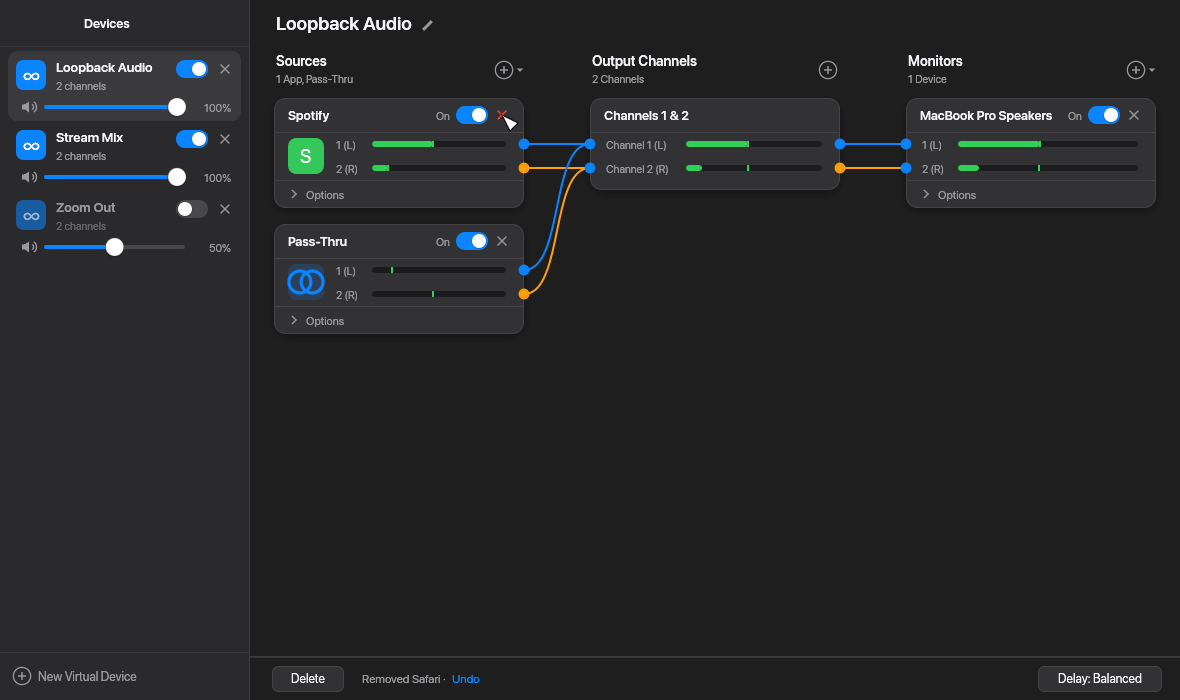 Devices
Loopback Audio
2 channels
100%
Stream Mix
2 channels
100%
Zoom Out
2 channels
50%
New Virtual Device
Loopback Audio
Sources
1 App, Pass-Thru
Spotify
On
S
1 (L)
2 (R)
Options
Pass-Thru
On
1 (L)
2 (R)
Options
Output Channels
2 Channels
Channels 1 & 2
Channel 1 (L)
Channel 2 (R)
Monitors
1 Device
MacBook Pro Speakers
On
1 (L)
2 (R)
Options
Delete
Removed Safari · Undo
Delay: Balanced